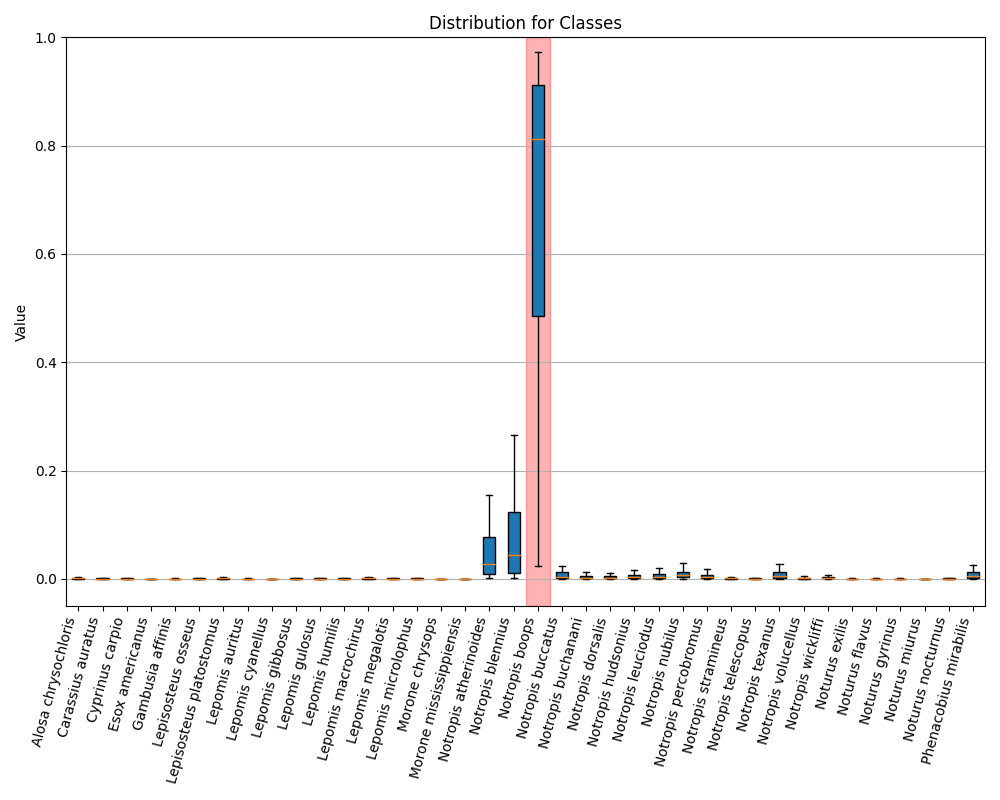 Distribution for Classes
1.0
0.8
0.6
0.4
0.2
0.0
Value
Alosa chrysochloris
Carassius auratus
Cyprinus carpio
Esox americanus
Gambusia affinis
Lepisosteus osseus
Lepisosteus platostomus
Lepomis auritus
Lepomis cyanellus
Lepomis gibbosus
Lepomis gulosus
Lepomis humilis
Lepomis macrochirus
Lepomis megalotis
Lepomis microlophus
Morone chrysops
Morone mississippiensis
Notropis atherinoides
Notropis blennius
Notropis boops
Notropis buccatus
Notropis buchanani
Notropis dorsalis
Notropis hudsonius
Notropis leuciodus
Notropis nubilus
Notropis percobromus
Notropis stramineus
Notropis telescopus
Notropis texanus
Notropis volucellus
Notropis wickliffi
Noturus exilis
Noturus flavus
Noturus gyrinus
Noturus miurus
Noturus nocturnus
Phenacobius mirabilis